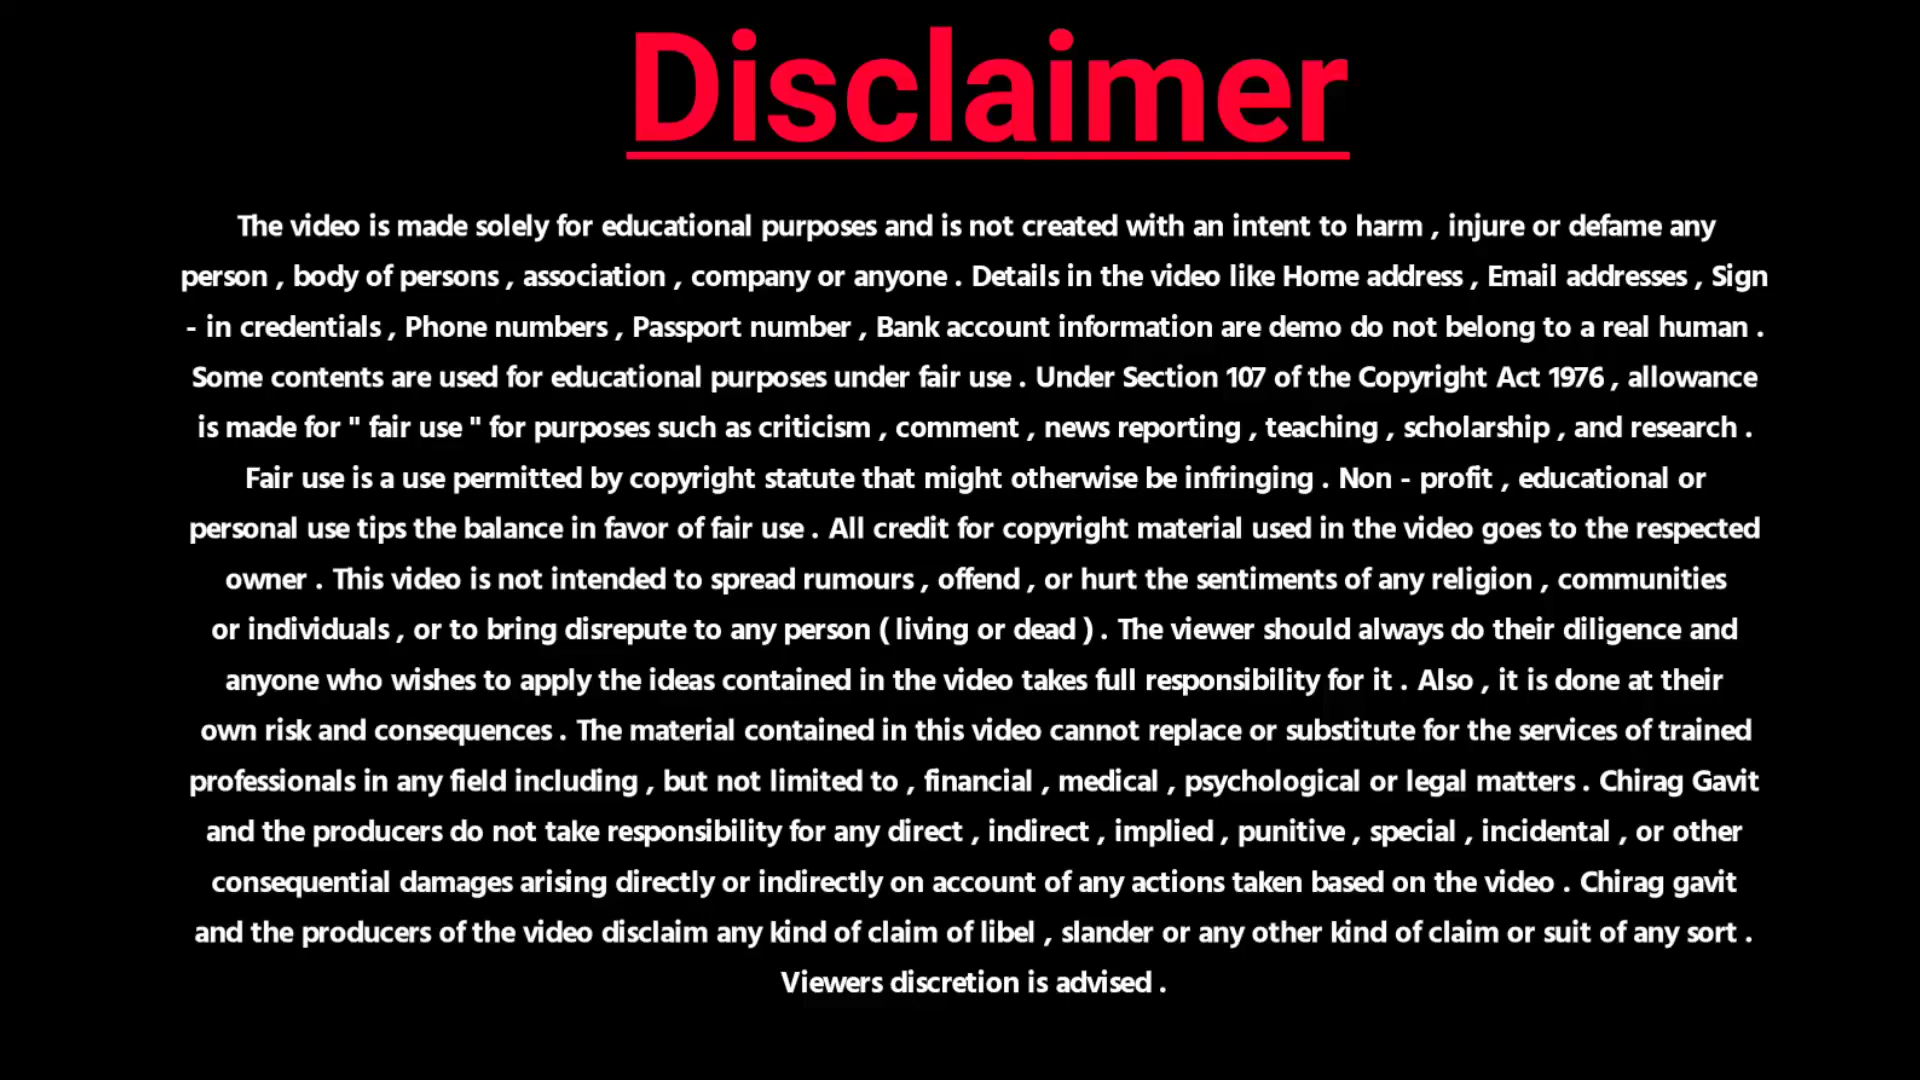 Disclaimer
The video is made solely for educational purposes and is not created with an intent to harm , injure or defame any
person , body of persons , association , company or anyone . Details in the video like Home address , Email addresses , Sign
- in credentials , Phone numbers , Passport number , Bank account information are demo do not belong to a real human .
Some contents are used for educational purposes under fair use . Under Section 107 of the Copyright Act 1976 , allowance
is made for " fair use " for purposes such as criticism , comment , news reporting , teaching , scholarship , and research .
Fair use is a use permitted by copyright statute that might otherwise be infringing . Non - profit , educational or
personal use tips the balance in favor of fair use . All credit for copyright material used in the video goes to the respected
owner . This video is not intended to spread rumours , offend , or hurt the sentiments of any religion , communities
or individuals , or to bring disrepute to any person ( living or dead ) . The viewer should always do their diligence and
anyone who wishes to apply the ideas contained in the video takes full responsibility for it . Also , it is done at their
own risk and consequences . The material contained in this video cannot replace or substitute for the services of trained
professionals in any field including , but not limited to , financial , medical , psychological or legal matters . Chirag Gavit
and the producers do not take responsibility for any direct , indirect , implied , punitive , special , incidental , or other
consequential damages arising directly or indirectly on account of any actions taken based on the video . Chirag gavit
and the producers of the video disclaim any kind of claim of libel , slander or any other kind of claim or suit of any sort .
Viewers discretion is advised .